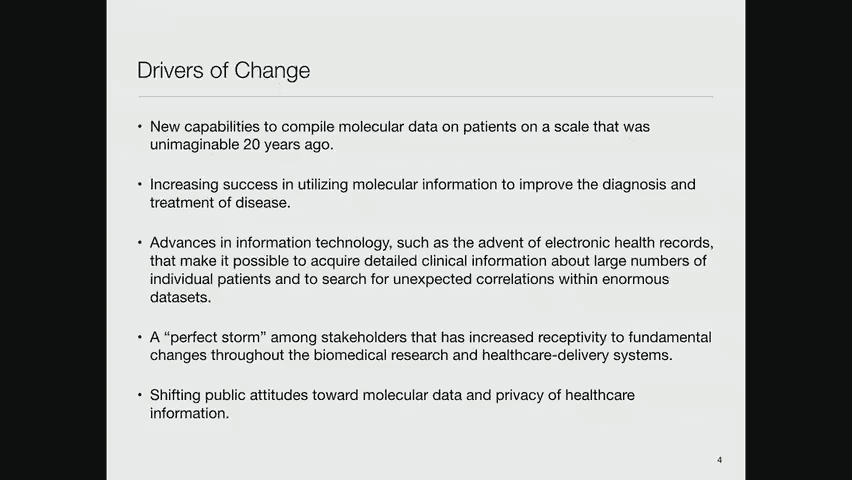 Drivers of Change
• New capabilities to compile molecular data on patients on a scale that was
unimaginable 20 years ago.
• Increasing success in utilizing molecular information to improve the diagnosis and
treatment of disease.
• Advances in information technology, such as the advent of electronic health records,
that make it possible to acquire detailed clinical information about large numbers of
individual patients and to search for unexpected correlations within enormous
datasets.
• A “perfect storm” among stakeholders that has increased receptivity to fundamental
changes throughout the biomedical research and healthcare-delivery systems.
• Shifting public attitudes toward molecular data and privacy of healthcare
information.
4